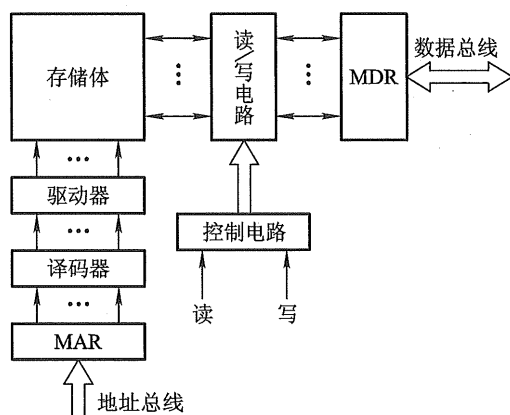 存储体
读/写电路
MDR
数据总线
驱动器
控制电路
译码器
读
写
MAR
地址总线